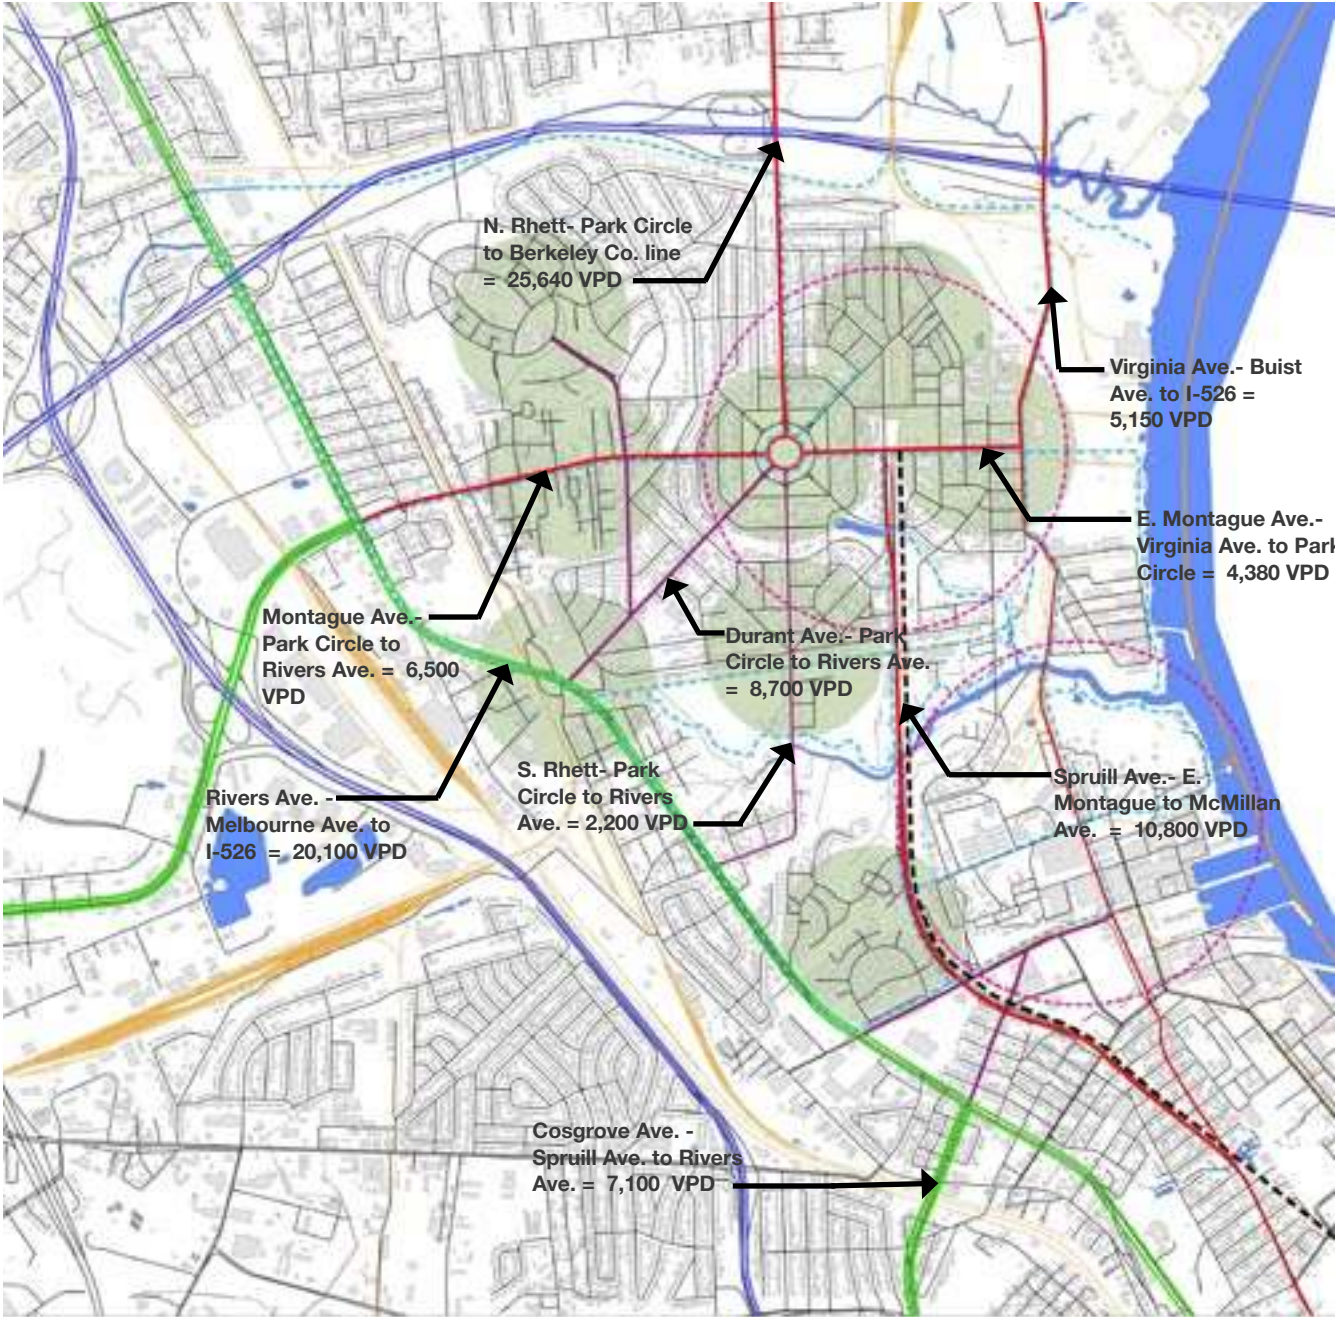 N. Rhett- Park Circle
to Berkeley Co. line
= 25,640 VPD
Virginia Ave.- Buist
Ave. to I-526 =
5,150 VPD
E. Montague Ave.-
Virginia Ave. to Park
Circle = 4,380 VPD
Montague Ave.-
Park Circle to
Rivers Ave. = 6,500
VPD
Durant Ave.- Park
Circle to Rivers Ave.
= 8,700 VPD
S. Rhett- Park
Circle to Rivers
Ave. = 2,200 VPD
Rivers Ave. -
Melbourne Ave. to
I-526 = 20,100 VPD
Spruill Ave.- E.
Montague to McMillan
Ave. = 10,800 VPD
Cosgrove Ave. -
Spruill Ave. to Rivers
Ave. = 7,100 VPD